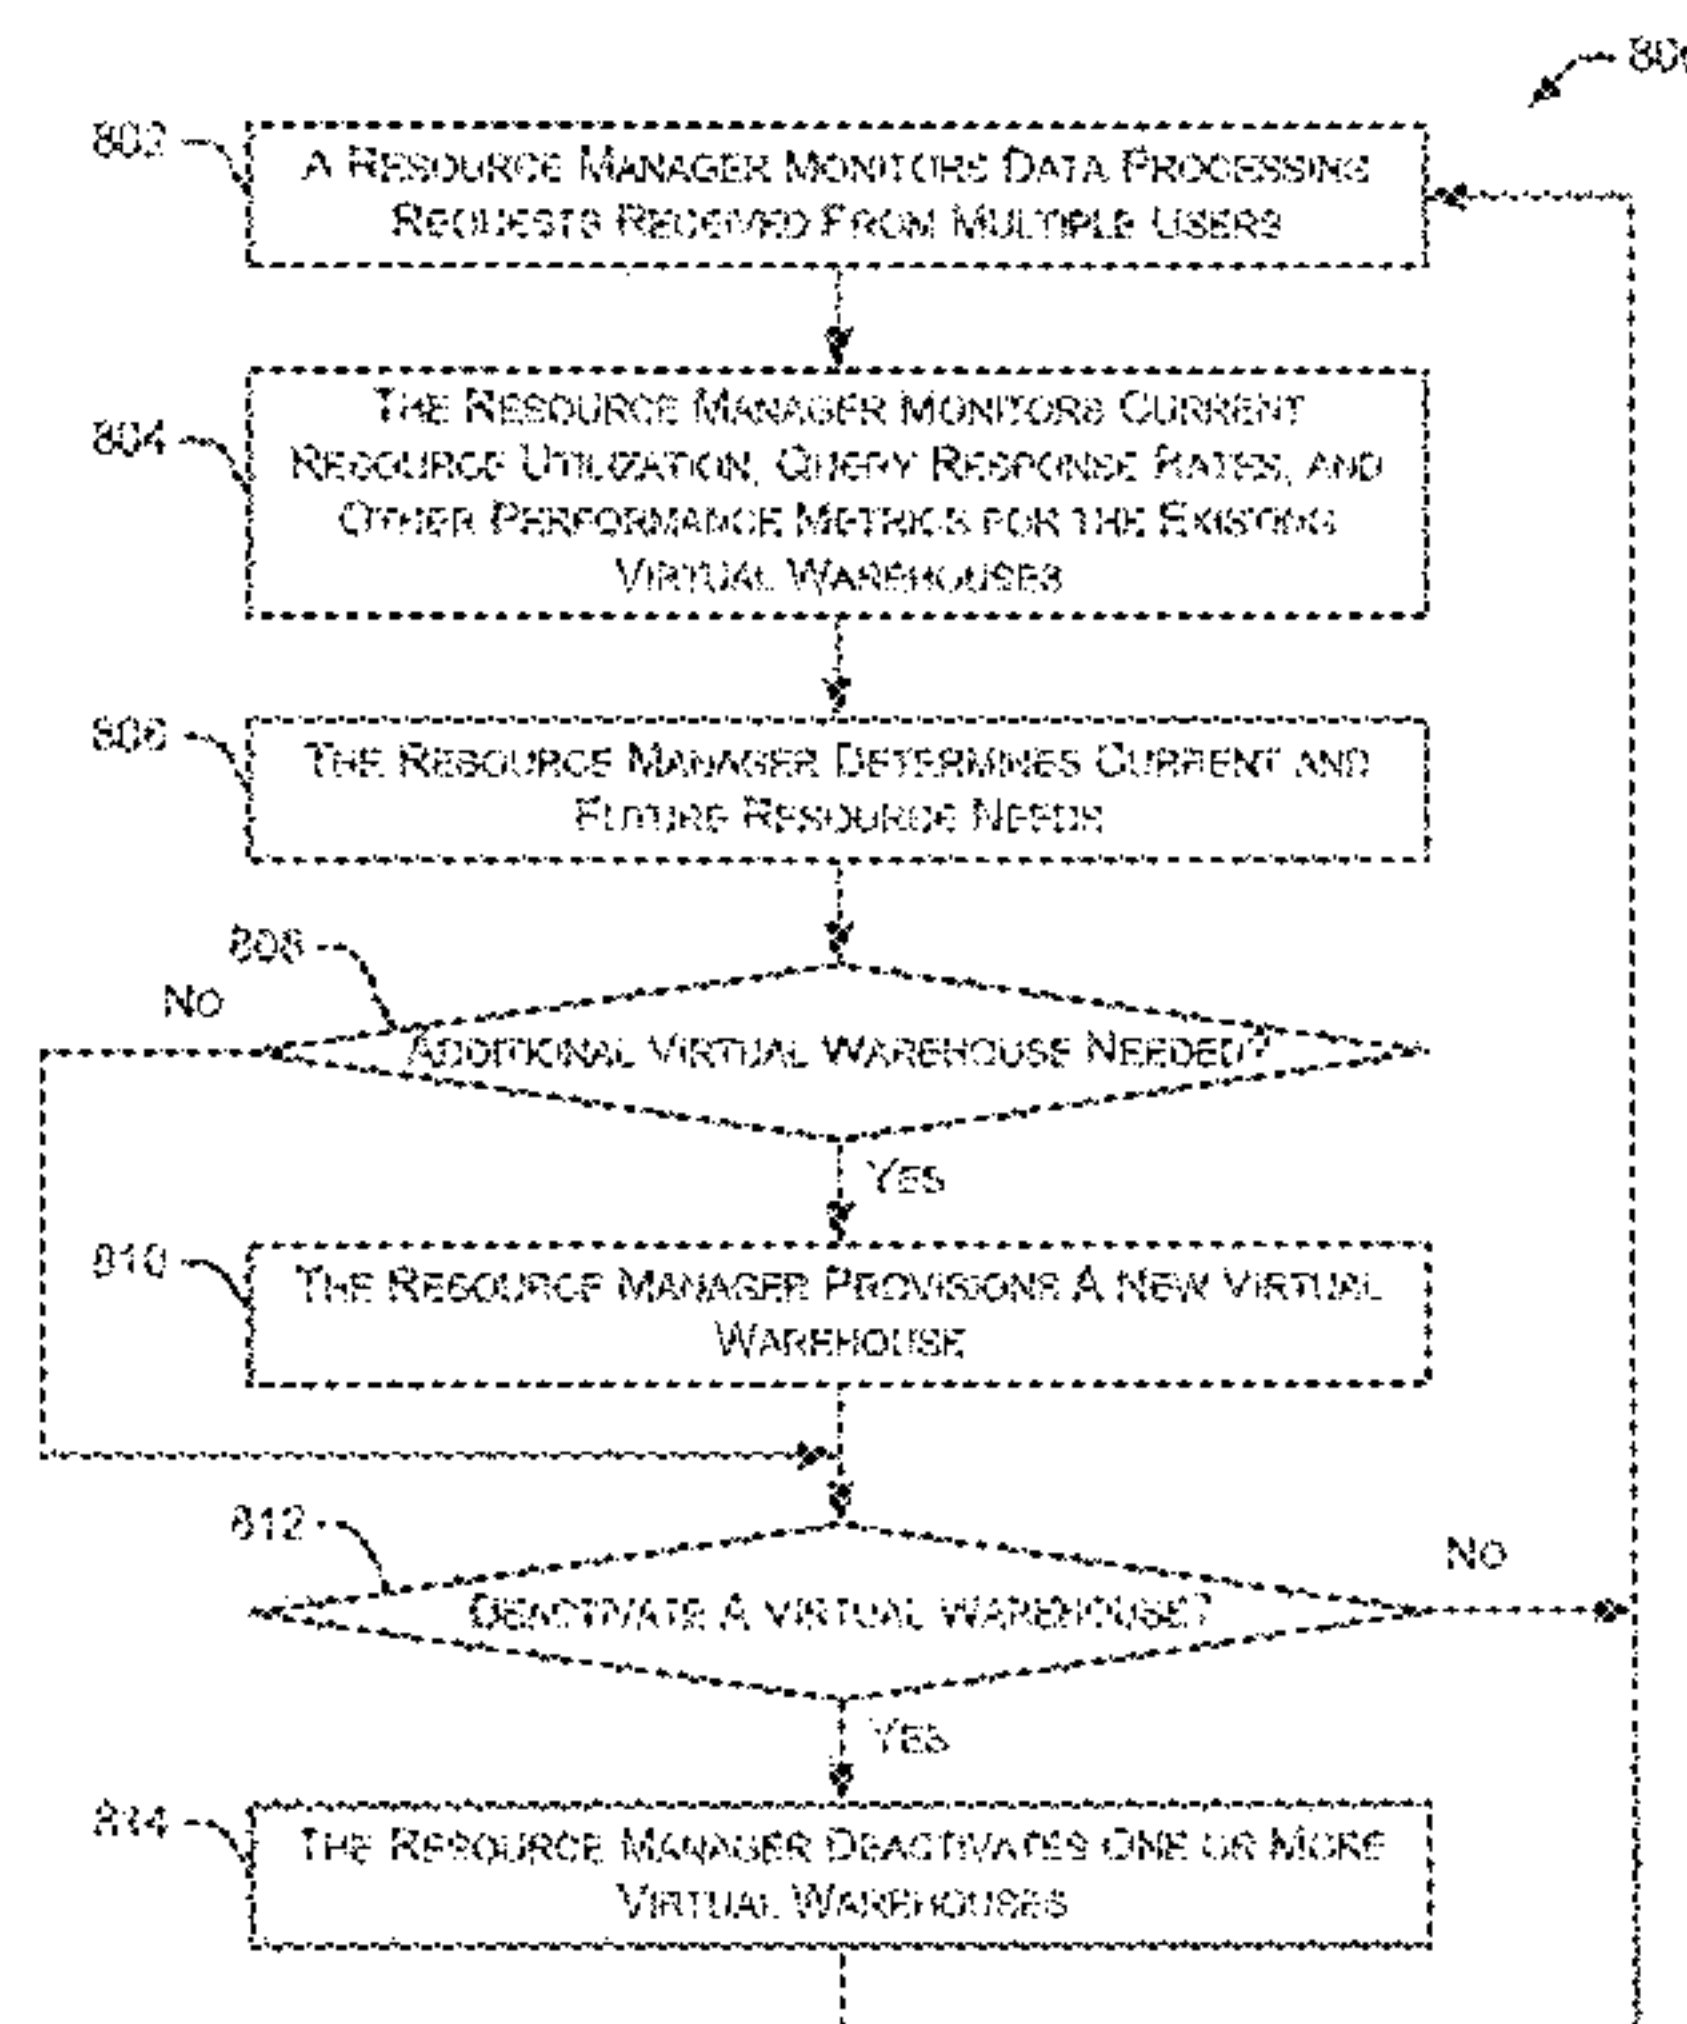 802
A RESOURCE MANAGER MONITORS DATA PROCESSING
REQUESTS RECEIVED FROM MULTIPLE USERS
804
THE RESOURCE MANAGER MONITORS CURRENT
RESOURCE UTILIZATION, QUERY RESPONSE RATES, AND
OTHER PERFORMANCE METRICS FOR THE EXISTING
VIRTUAL WAREHOUSES
806
THE RESOURCE MANAGER DETERMINES CURRENT AND
FUTURE RESOURCE NEEDS
808
NO
ADDITIONAL VIRTUAL WAREHOUSE NEEDED?
YES
810
THE RESOURCE MANAGER PROVISIONS A NEW VIRTUAL
WAREHOUSE
812
NO
DEACTIVATE A VIRTUAL WAREHOUSE?
YES
814
THE RESOURCE MANAGER DEACTIVATES ONE OR MORE
VIRTUAL WAREHOUSES